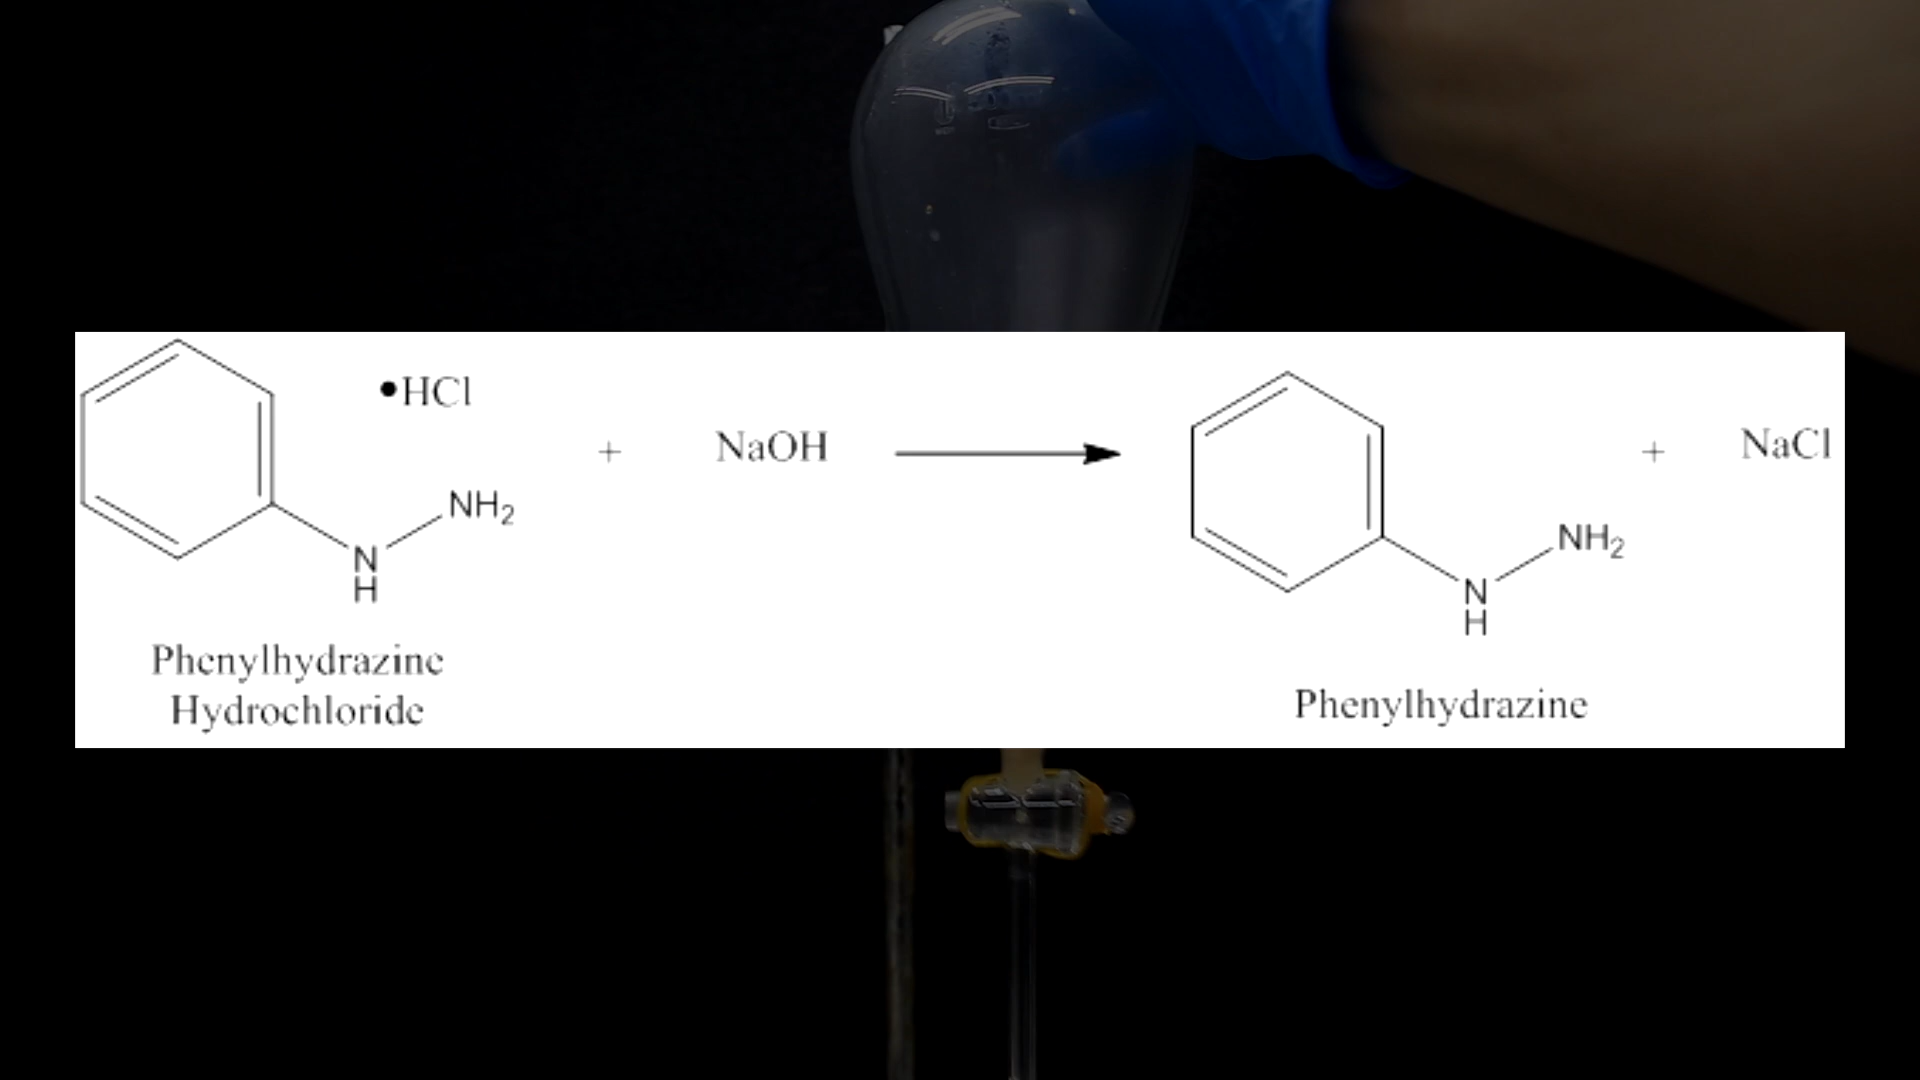 •HCl
+
NaOH
+
NaCl
NH₂
N
H
NH₂
N
H
Phenylhydrazine
Hydrochloride
Phenylhydrazine